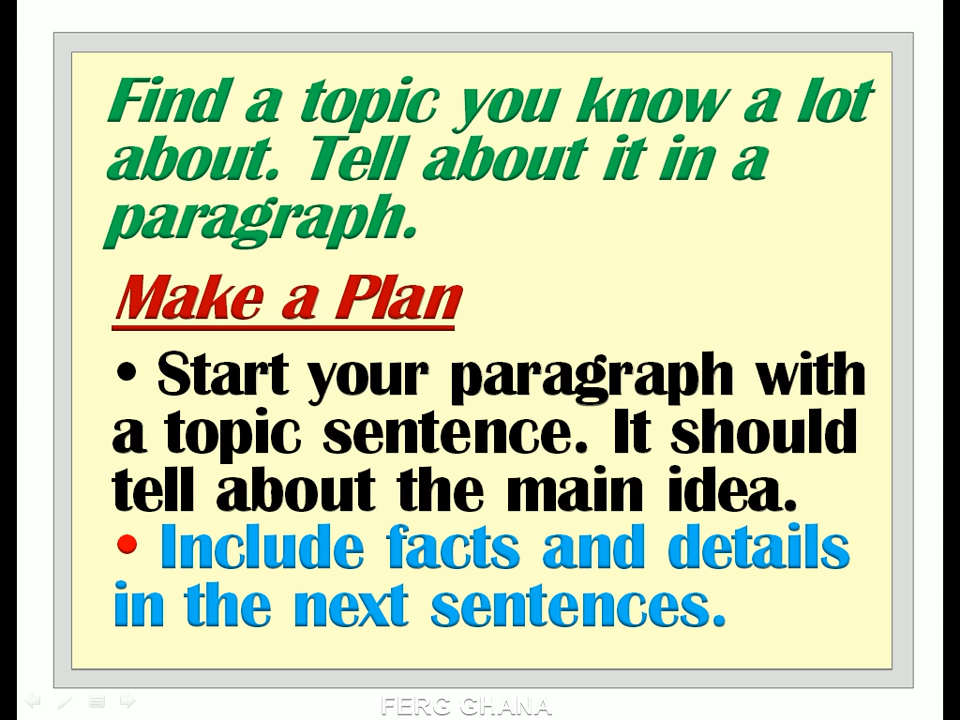 Find a topic you know a lot
about. Tell about it in a
paragraph.
Make a Plan
• Start your paragraph with
a topic sentence. It should
tell about the main idea.
• Include facts and details
in the next sentences.
FERG GHANA